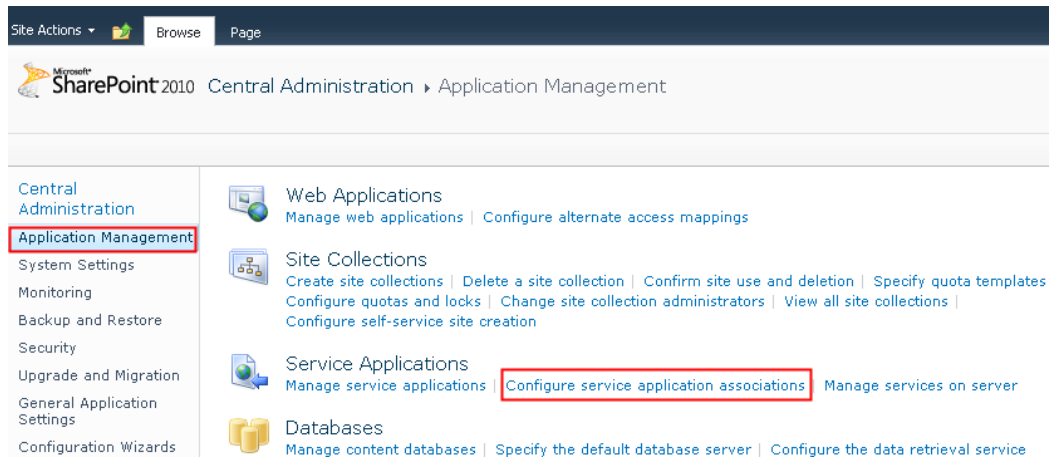 Site Actions Browse Page
Microsoft
SharePoint 2010 Central Administration ▸ Application Management
Central
Administration
Application Management
System Settings
Monitoring
Backup and Restore
Security
Upgrade and Migration
General Application
Settings
Configuration Wizards
Web Applications
Manage web applications | Configure alternate access mappings
Site Collections
Create site collections | Delete a site collection | Confirm site use and deletion | Specify quota templates
Configure quotas and locks | Change site collection administrators | View all site collections |
Configure self-service site creation
Service Applications
Manage service applications | Configure service application associations | Manage services on server
Databases
Manage content databases | Specify the default database server | Configure the data retrieval service